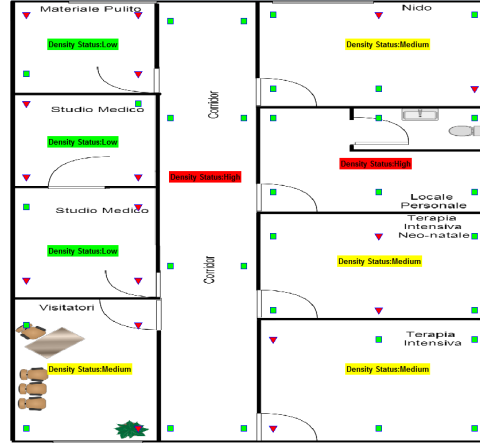 Materiale Pulito
Density Status:Low
Studio Medico
Density Status:Low
Studio Medico
Density Status:Low
Visitatori
Density Status:Medium
Corridor
Density Status:High
Corridor
Nido
Density Status:Medium
Density Status:High
Locale
Personale
Terapia
Intensiva
Neo-natale
Density Status:Medium
Terapia
Intensiva
Density Status:Medium